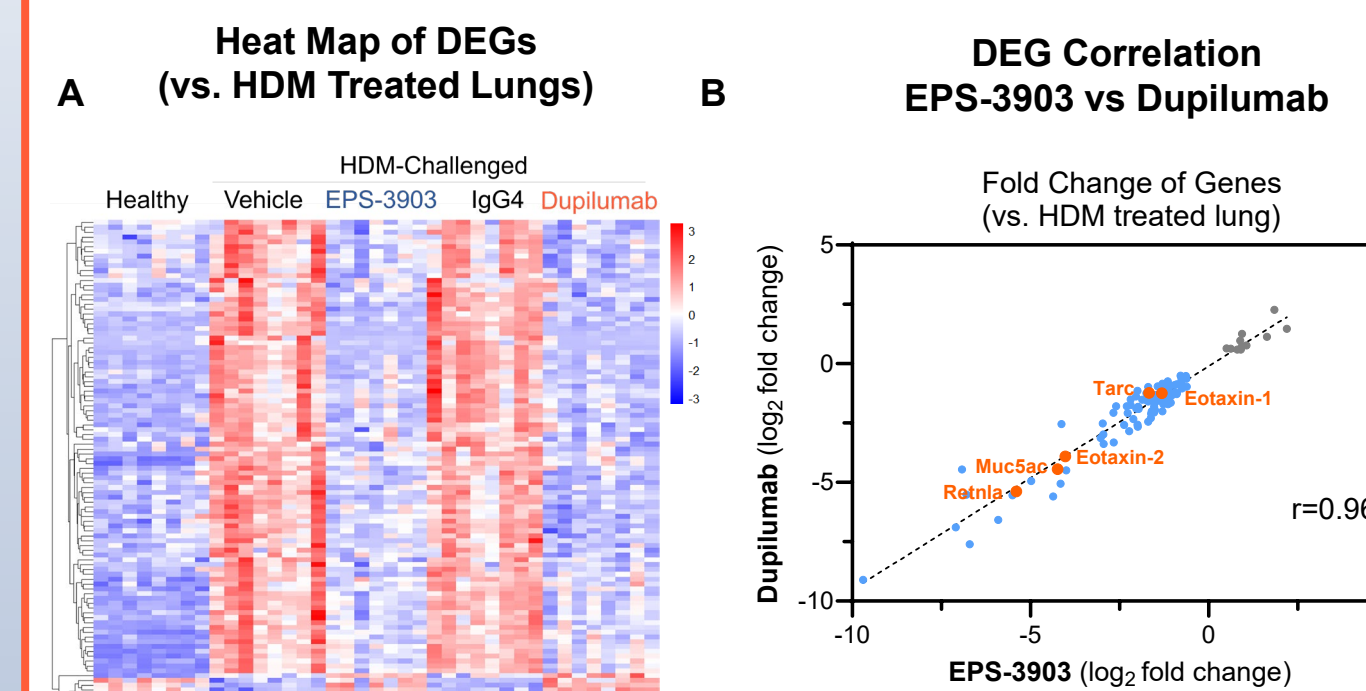 Heat Map of DEGs
(vs. HDM Treated Lungs)
A
HDM-Challenged
Healthy Vehicle EPS-3903 IgG4 Dupilumab
3
2
1
0
-1
-2
-3
B
DEG Correlation
EPS-3903 vs Dupilumab
Fold Change of Genes
(vs. HDM treated lung)
Dupilumab (log2 fold change)
5
0
-5
-10
Tarc
Eotaxin-1
Muc5ac
Eotaxin-2
Retnla
r=0.96
-10 -5 0
EPS-3903 (log2 fold change)